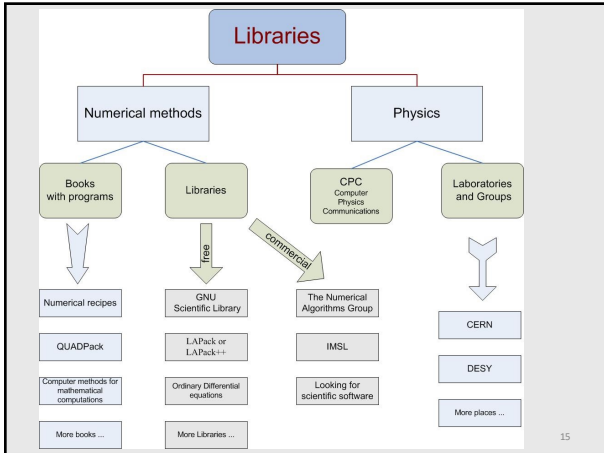 Libraries
Numerical methods
Physics
Books
with programs
Libraries
CPC
Computer
Physics
Communications
Laboratories
and Groups
free
commercial
Numerical recipes
QUADPack
Computer methods for
mathematical
computations
More books ...
GNU
Scientific Library
LAPack or
LAPack++
Ordinary Differential
equations
More Libraries ...
The Numerical
Algorithms Group
IMSL
Looking for
scientific software
CERN
DESY
More places ...
15